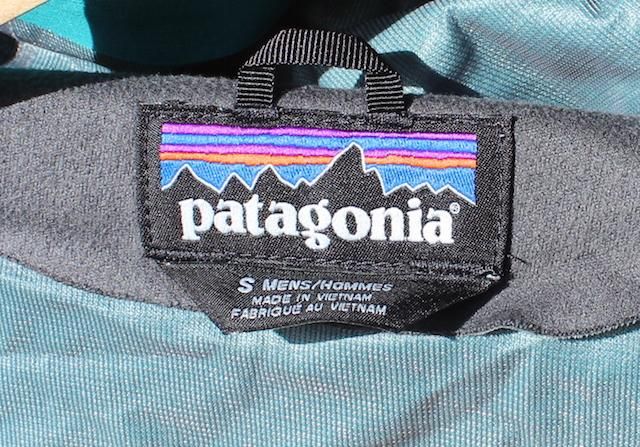 patagonia®
S MENS/HOMMES
MADE IN VIETNAM
FABRIQUÉ AU VIETNAM